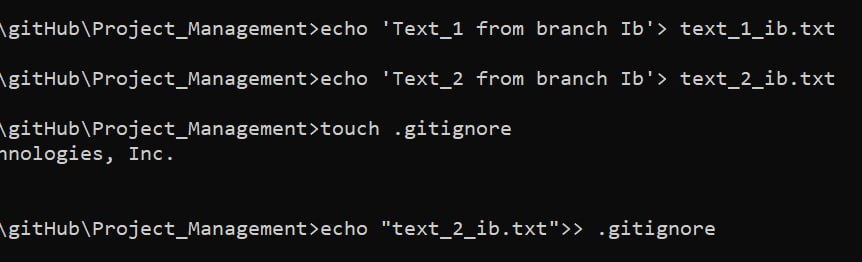 \gitHub\Project_Management>echo 'Text_1 from branch Ib'> text_1_ib.txt
\gitHub\Project_Management>echo 'Text_2 from branch Ib'> text_2_ib.txt
\gitHub\Project_Management>touch .gitignore
hnologies, Inc.
\gitHub\Project_Management>echo "text_2_ib.txt">> .gitignore